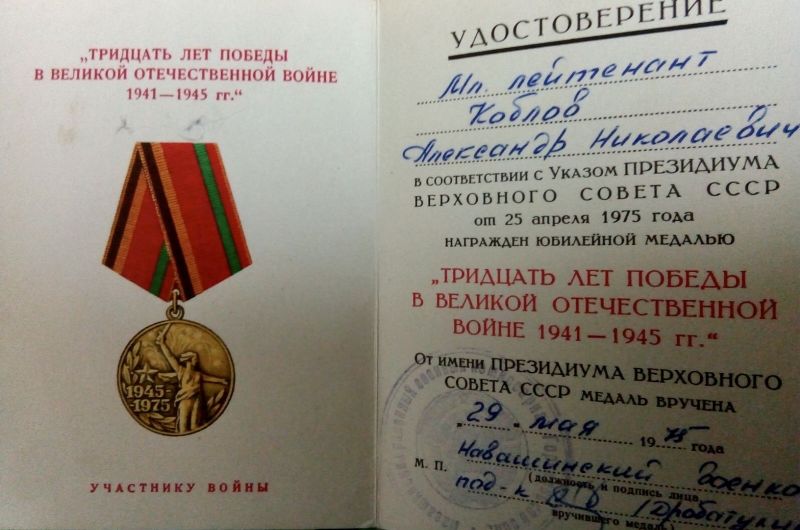 „ТРИДЦАТЬ ЛЕТ ПОБЕДЫ
В ВЕЛИКОЙ ОТЕЧЕСТВЕННОЙ ВОЙНЕ
1941—1945 гг.“
1945-
-1975
УЧАСТНИКУ ВОЙНЫ
УДОСТОВЕРЕНИЕ
Мл. лейтенант
Коблов
Александр Николаевич
В СООТВЕТСТВИИ С Указом ПРЕЗИДИУМА
ВЕРХОВНОГО СОВЕТА СССР
от 25 апреля 1975 года
НАГРАЖДЕН ЮБИЛЕЙНОЙ МЕДАЛЬЮ
„ТРИДЦАТЬ ЛЕТ ПОБЕДЫ
В ВЕЛИКОЙ ОТЕЧЕСТВЕННОЙ
ВОЙНЕ 1941—1945 гг.“
От имени ПРЕЗИДИУМА ВЕРХОВНОГО
СОВЕТА СССР МЕДАЛЬ ВРУЧЕНА
„29“ мая 1975 года
Навашинский
М. П.
(должность и подпись лица,
под-к
вручившего медаль)